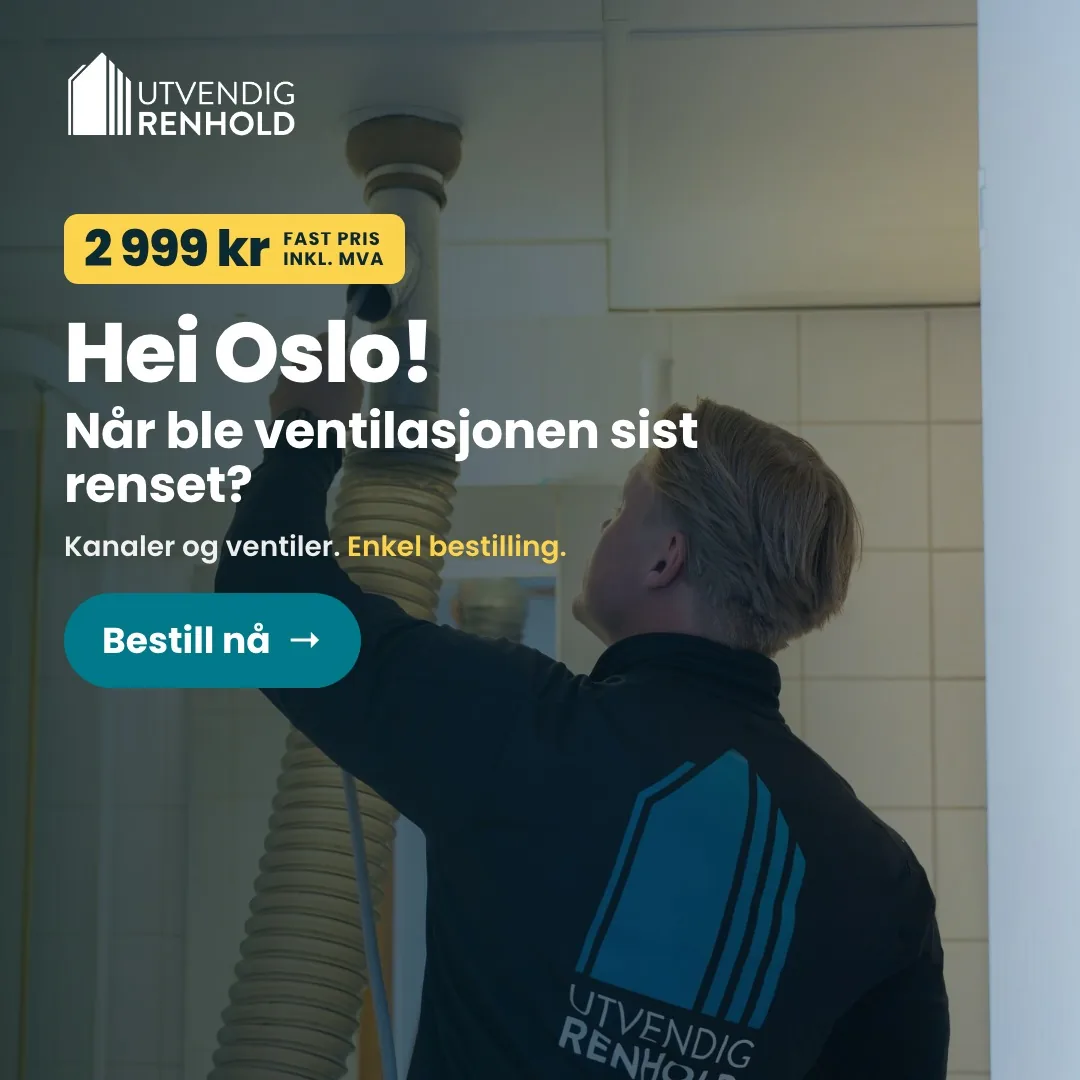 UTVENDIG
RENHOLD
2 999 kr
FAST PRIS
INKL. MVA
Hei Oslo!
Når ble ventilasjonen sist
renset?
Kanaler og ventiler. Enkel bestilling.
Bestill nå →
UTVENDIG
RENHOLD